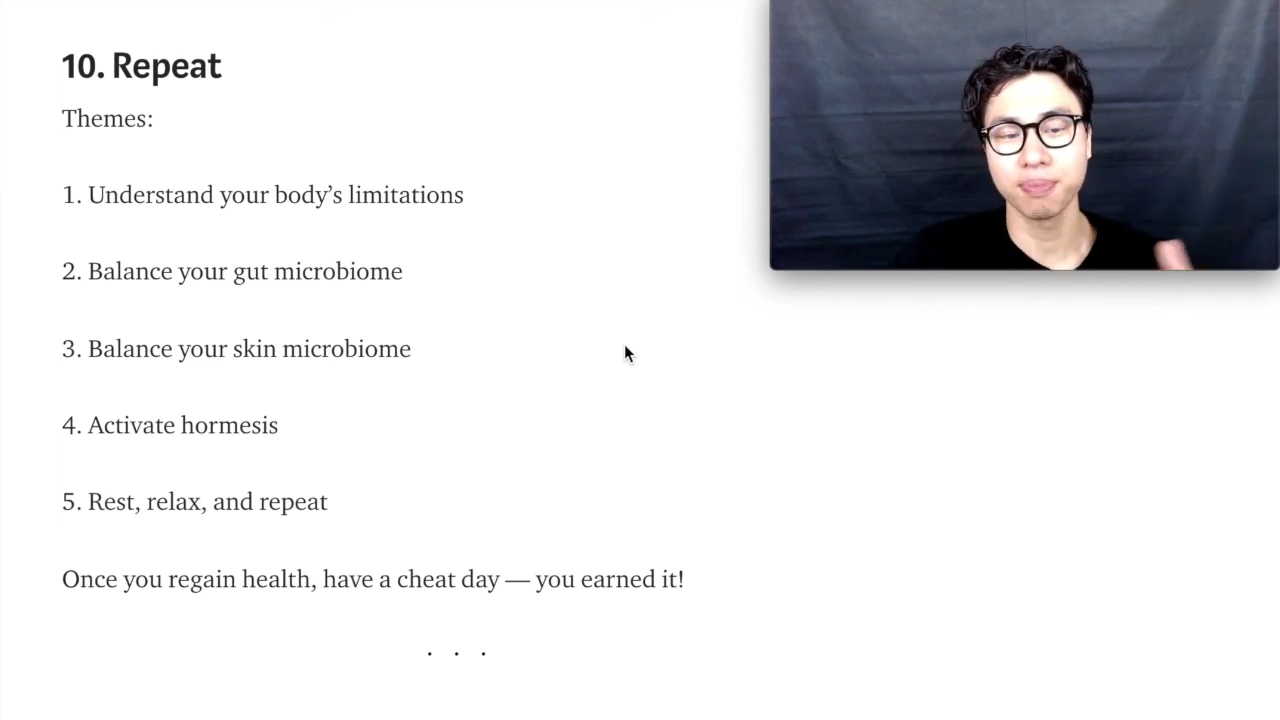 10. Repeat
Themes:
1. Understand your body’s limitations
2. Balance your gut microbiome
3. Balance your skin microbiome
4. Activate hormesis
5. Rest, relax, and repeat
Once you regain health, have a cheat day — you earned it!
. . .